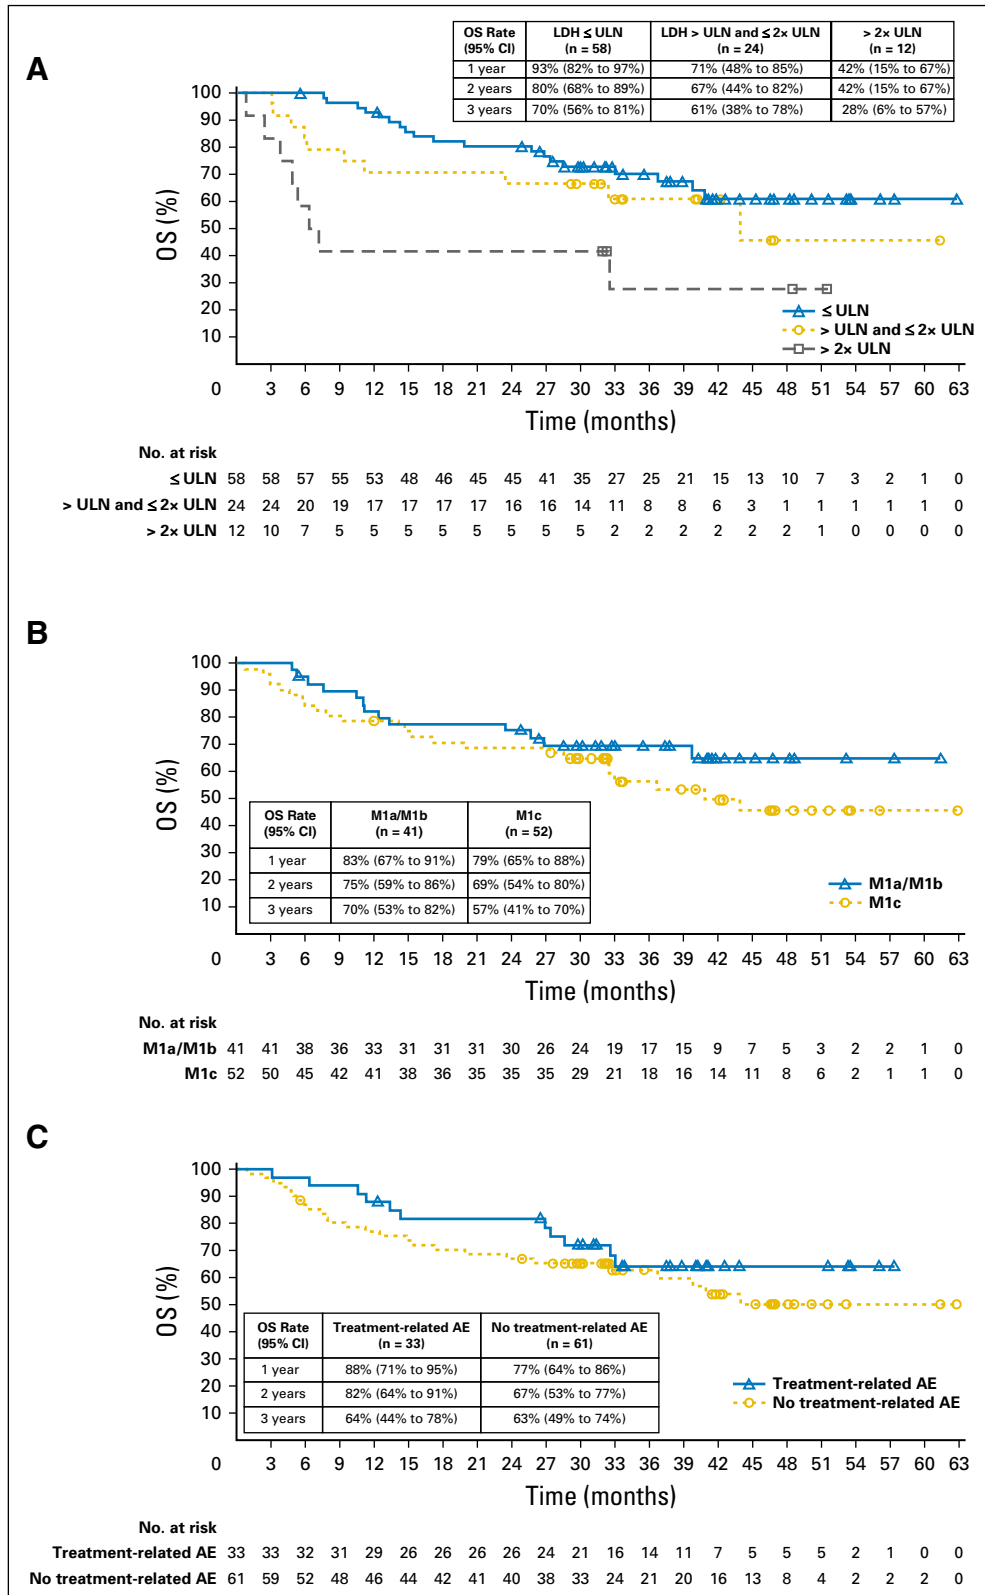 A
OS Rate (95% CI) LDH ≤ ULN (n = 58) LDH > ULN and ≤ 2× ULN (n = 24) > 2× ULN (n = 12)
1 year 93% (82% to 97%) 71% (48% to 85%) 42% (15% to 67%)
2 years 80% (68% to 89%) 67% (44% to 82%) 42% (15% to 67%)
3 years 70% (56% to 81%) 61% (38% to 78%) 28% (6% to 57%)
OS (%)
100
90
80
70
60
50
40
30
20
10
≤ ULN
> ULN and ≤ 2× ULN
> 2× ULN
0 3 6 9 12 15 18 21 24 27 30 33 36 39 42 45 48 51 54 57 60 63
Time (months)
No. at risk
≤ ULN 58 58 57 55 53 48 46 45 45 41 35 27 25 21 15 13 10 7 3 2 1 0
> ULN and ≤ 2× ULN 24 24 20 19 17 17 17 17 16 16 14 11 8 8 6 3 1 1 1 1 1 0
> 2× ULN 12 10 7 5 5 5 5 5 5 5 5 2 2 2 2 2 2 1 0 0 0 0
B
OS (%)
100
90
80
70
60
50
40
30
20
10
OS Rate (95% CI) M1a/M1b (n = 41) M1c (n = 52)
1 year 83% (67% to 91%) 79% (65% to 88%)
2 years 75% (59% to 86%) 69% (54% to 80%)
3 years 70% (53% to 82%) 57% (41% to 70%)
M1a/M1b
M1c
0 3 6 9 12 15 18 21 24 27 30 33 36 39 42 45 48 51 54 57 60 63
Time (months)
No. at risk
M1a/M1b 41 41 38 36 33 31 31 31 30 26 24 19 17 15 9 7 5 3 2 2 1 0
M1c 52 50 45 42 41 38 36 35 35 35 29 21 18 16 14 11 8 6 2 1 1 0
C
OS (%)
100
90
80
70
60
50
40
30
20
10
OS Rate (95% CI) Treatment-related AE (n = 33) No treatment-related AE (n = 61)
1 year 88% (71% to 95%) 77% (64% to 86%)
2 years 82% (64% to 91%) 67% (53% to 77%)
3 years 64% (44% to 78%) 63% (49% to 74%)
Treatment-related AE
No treatment-related AE
0 3 6 9 12 15 18 21 24 27 30 33 36 39 42 45 48 51 54 57 60 63
Time (months)
No. at risk
Treatment-related AE 33 33 32 31 29 26 26 26 26 24 21 16 14 11 7 5 5 5 2 1 0 0
No treatment-related AE 61 59 52 48 46 44 42 41 40 38 33 24 21 20 16 13 8 4 2 2 2 0